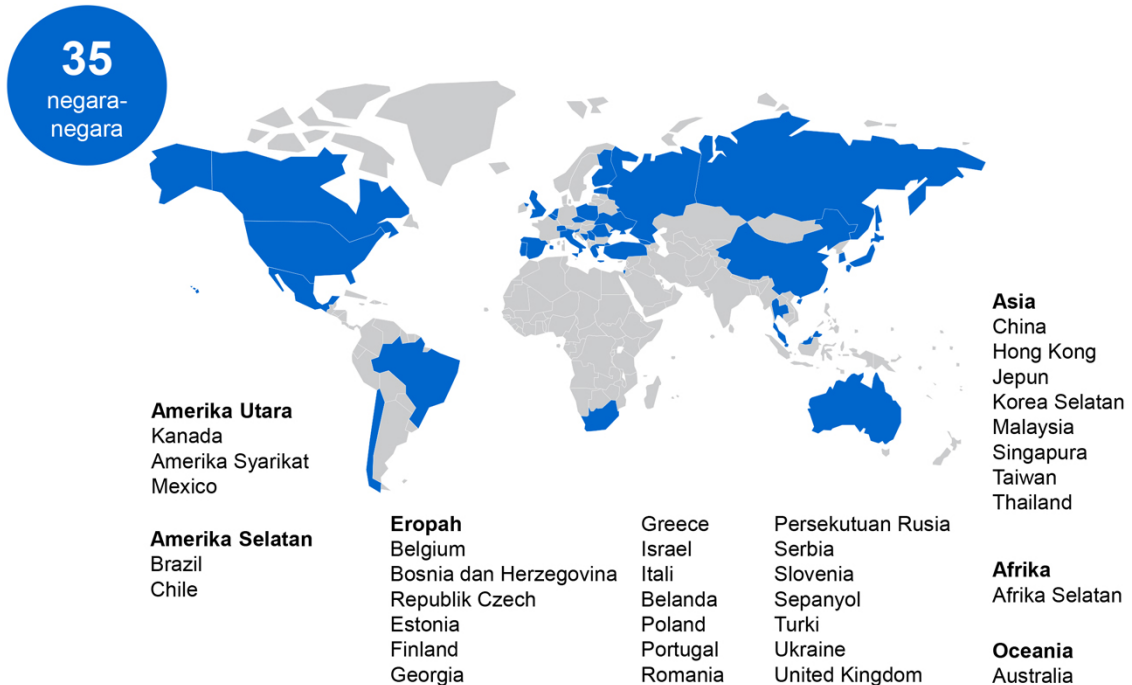 35
negara-
negara
Amerika Utara
Kanada
Amerika Syarikat
Mexico
Amerika Selatan
Brazil
Chile
Eropah
Belgium
Bosnia dan Herzegovina
Republik Czech
Estonia
Finland
Georgia
Greece
Israel
Itali
Belanda
Poland
Portugal
Romania
Persekutuan Rusia
Serbia
Slovenia
Sepanyol
Turki
Ukraine
United Kingdom
Asia
China
Hong Kong
Jepun
Korea Selatan
Malaysia
Singapura
Taiwan
Thailand
Afrika
Afrika Selatan
Oceania
Australia